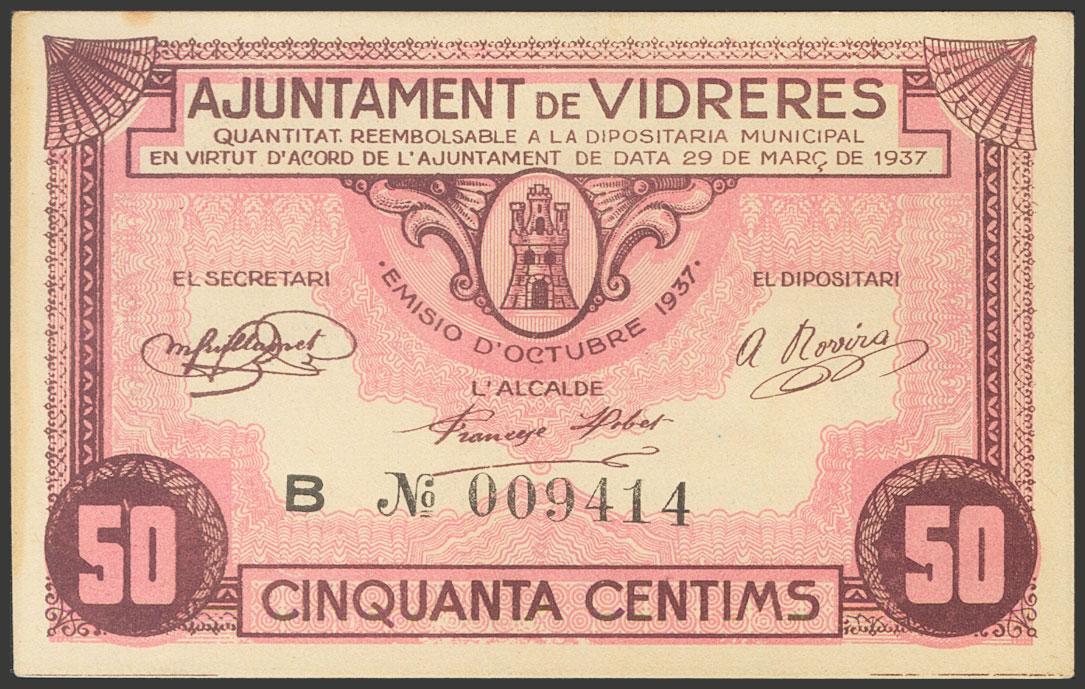 AJUNTAMENT DE VIDRERES
QUANTITAT. REEMBOLSABLE A LA DIPOSITARIA MUNICIPAL
EN VIRTUT D'ACORD DE L'AJUNTAMENT DE DATA 29 DE MARÇ DE 1937
EL SECRETARI
EL DIPOSITARI
·EMISIO D'OCTUBRE 1937·
A Rovira
L'ALCALDE
B No 009414
50
50
CINQUANTA CENTIMS